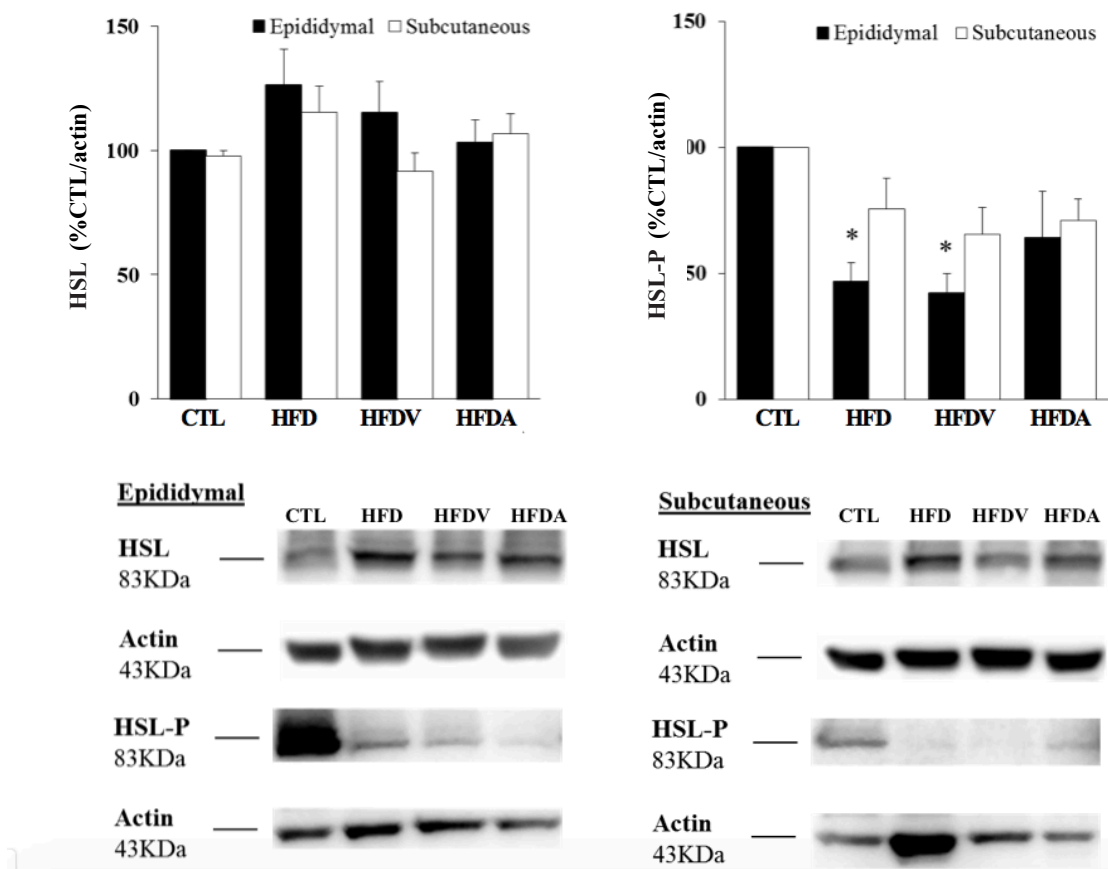 150
Epididymal Subcutaneous
HSL (%CTL/actin)
100
50
0
CTL HFD HFDV HFDA
150
Epididymal Subcutaneous
HSL-P (%CTL/actin)
00
50
0
CTL HFD HFDV HFDA
*
*
Epididymal
CTL HFD HFDV HFDA
HSL
83KDa
Actin
43KDa
HSL-P
83KDa
Actin
43KDa
Subcutaneous
CTL HFD HFDV HFDA
HSL
83KDa
Actin
43KDa
HSL-P
83KDa
Actin
43KDa